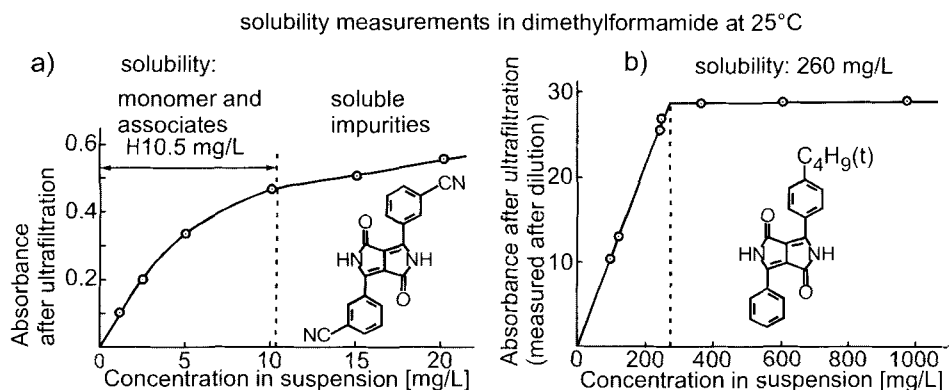 solubility measurements in dimethylformamide at 25°C
a)
solubility:
monomer and
associates
H10.5 mg/L
soluble
impurities
Absorbance
after ultrafiltration
0.6
0.4
0.2
0
5
10
15
20
Concentration in suspension [mg/L]
CN
O
HN
NH
O
NC
b)
solubility: 260 mg/L
Absorbance after ultrafiltration
(measured after dilution)
30
20
10
0
200
400
600
800
1000
Concentration in suspension [mg/L]
C4H9(t)
O
HN
NH
O